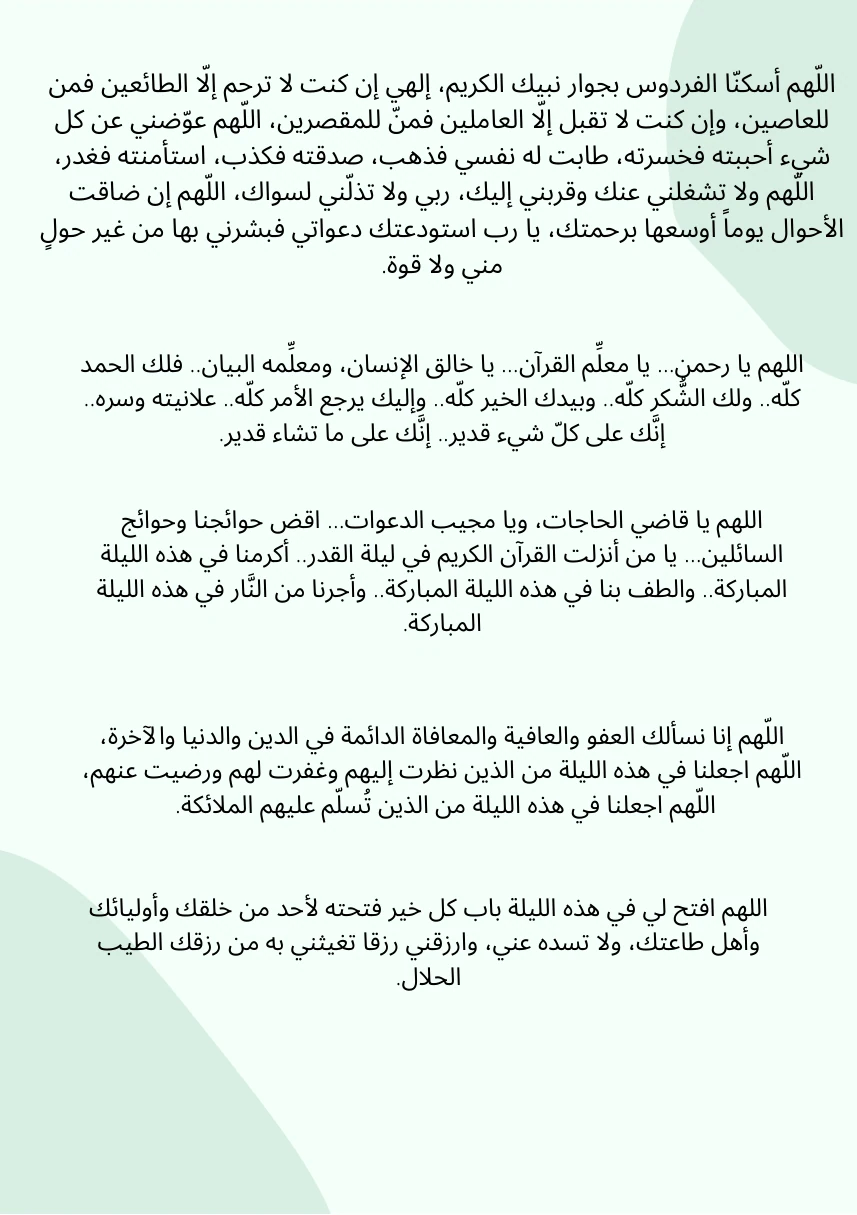 اللّهم أسكنّا الفردوس بجوار نبيك الكريم، إلهي إن كنت لا ترحم إلّا الطائعين فمن
للعاصين، وإن كنت لا تقبل إلّا العاملين فمنّ للمقصرين، اللّهم عوّضني عن كل
شيء أحببته فخسرته، طابت له نفسي فذهب، صدقته فكذب، استأمنته فغدر،
اللّهم ولا تشغلني عنك وقربني إليك، ربي ولا تذلّني لسواك، اللّهم إن ضاقت
الأحوال يوماً أوسعها برحمتك، يا رب استودعتك دعواتي فبشرني بها من غير حولٍ
مني ولا قوة.
اللهم يا رحمن... يا معلِّم القرآن... يا خالق الإنسان، ومعلِّمه البيان.. فلك الحمد
كلّه.. ولك الشُّكر كلّه.. وبيدك الخير كلّه.. وإليك يرجع الأمر كلّه.. علانيته وسره..
إنَّك على كلّ شيء قدير.. إنَّك على ما تشاء قدير.
اللهم يا قاضي الحاجات، ويا مجيب الدعوات... اقض حوائجنا وحوائج
السائلين... يا من أنزلت القرآن الكريم في ليلة القدر.. أكرمنا في هذه الليلة
المباركة.. والطف بنا في هذه الليلة المباركة.. وأجرنا من النَّار في هذه الليلة
المباركة.
اللّهم إنا نسألك العفو والعافية والمعافاة الدائمة في الدين والدنيا والآخرة،
اللّهم اجعلنا في هذه الليلة من الذين نظرت إليهم وغفرت لهم ورضيت عنهم،
اللّهم اجعلنا في هذه الليلة من الذين تُسلّم عليهم الملائكة.
اللهم افتح لي في هذه الليلة باب كل خير فتحته لأحد من خلقك وأوليائك
وأهل طاعتك، ولا تسده عني، وارزقني رزقا تغيثني به من رزقك الطيب
الحلال.